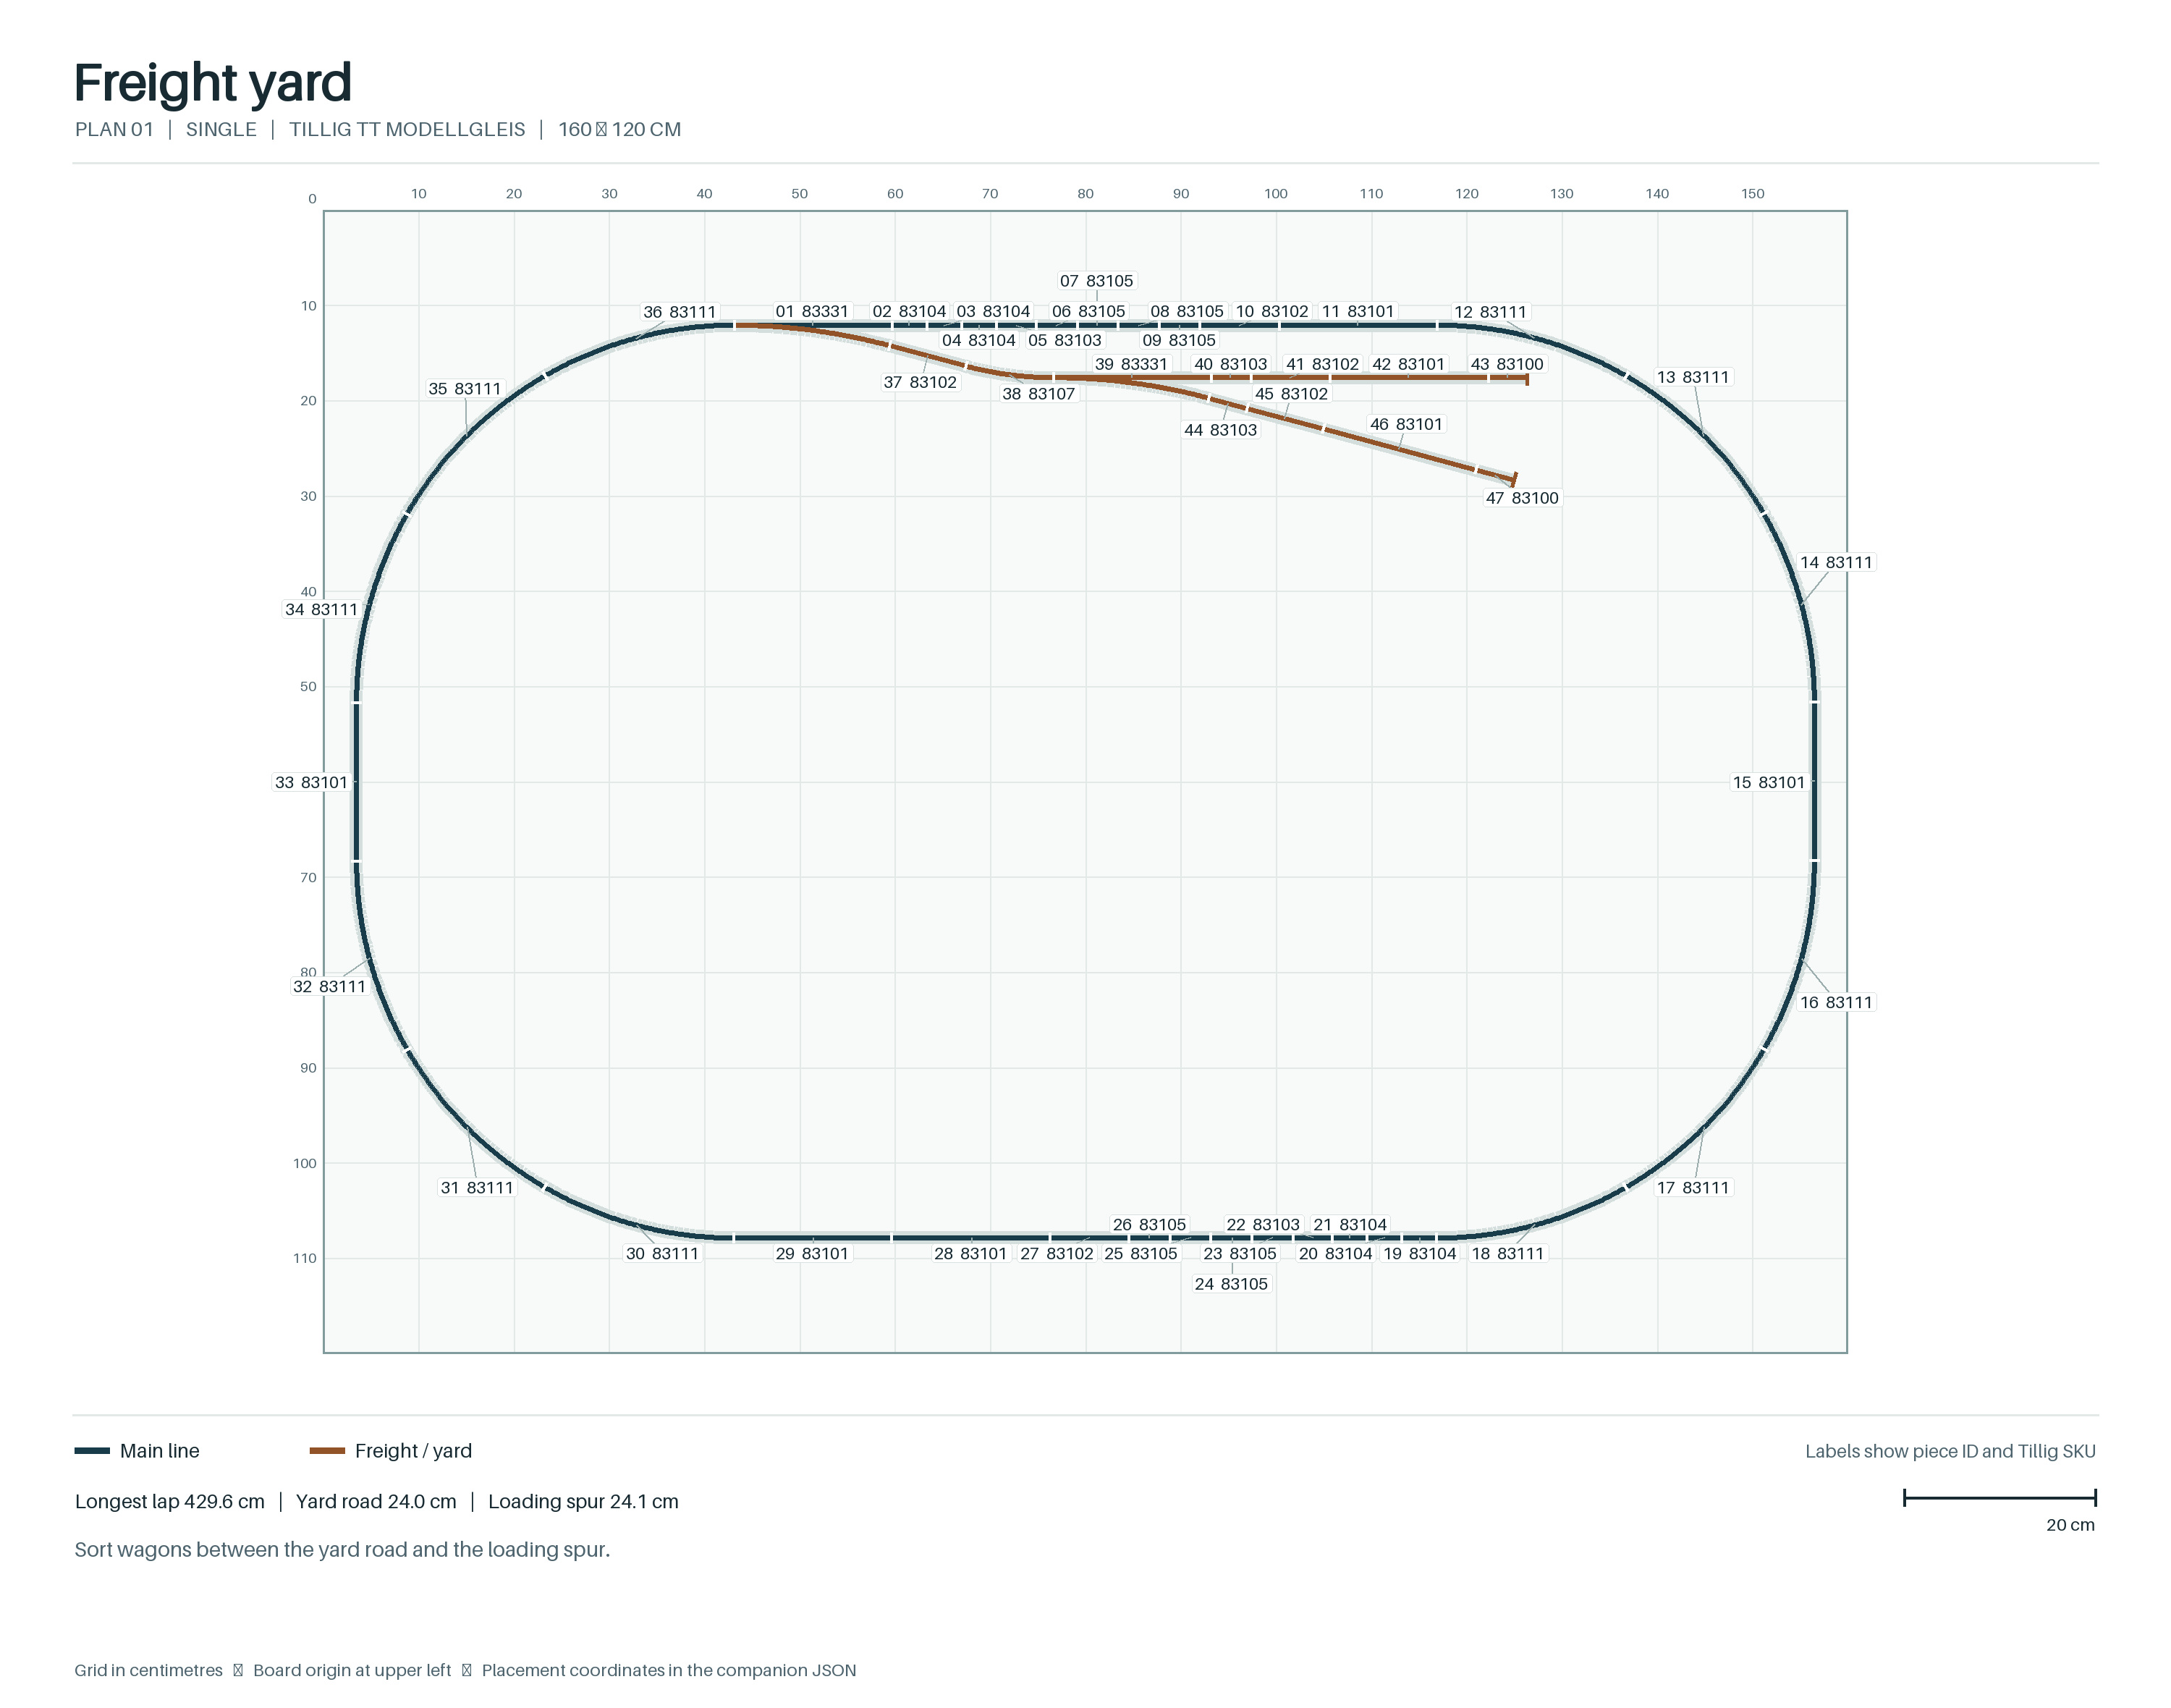 Freight yard
PLAN 01 | SINGLE | TILLIG TT MODELLGLEIS | 160 120 CM
0 10 20 30 40 50 60 70 80 90 100 110 120 130 140 150
07 83105
10
36 83111 01 83331 02 83104 03 83104 06 83105 08 83105 10 83102 11 83101 12 83111
04 83104 05 83103 09 83105
39 83331 40 83103 41 83102 42 83101 43 83100
13 83111
37 83102
35 83111
38 83107 45 83102
20
46 83101
44 83103
30
47 83100
14 83111
40
34 83111
50
33 83101
15 83101
70
80
32 83111
16 83111
90
100
31 83111
17 83111
26 83105 22 83103 21 83104
30 83111 29 83101 28 83101 27 83102 25 83105 23 83105 20 83104 19 83104 18 83111
110
24 83105
Main line
Freight / yard
Labels show piece ID and Tillig SKU
Longest lap 429.6 cm | Yard road 24.0 cm | Loading spur 24.1 cm
20 cm
Sort wagons between the yard road and the loading spur.
Grid in centimetres Board origin at upper left Placement coordinates in the companion JSON